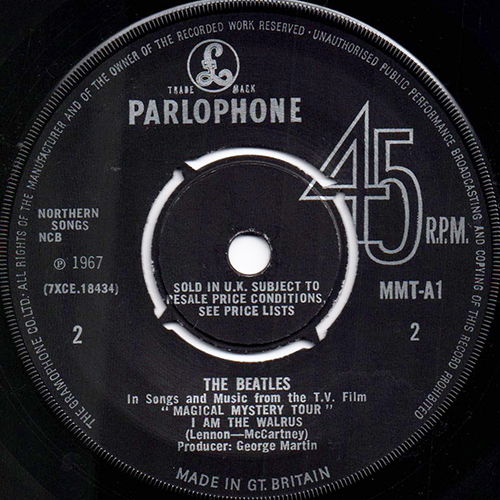 THE GRAMOPHONE CO. LTD. ALL RIGHTS OF THE MANUFACTURER AND OF THE OWNER OF THE RECORDED WORK RESERVED · UNAUTHORISED PUBLIC PERFORMANCE BROADCASTING AND COPYING OF THIS RECORD PROHIBITED
£
TRADE MARK
PARLOPHONE
45
R.P.M.
NORTHERN
SONGS
NCB
℗ 1967
(7XCE.18434)
2
SOLD IN U.K. SUBJECT TO
RESALE PRICE CONDITIONS,
SEE PRICE LISTS
MMT-A1
2
THE BEATLES
In Songs and Music from the T.V. Film
"MAGICAL MYSTERY TOUR"
I AM THE WALRUS
(Lennon—McCartney)
Producer: George Martin
MADE IN GT. BRITAIN